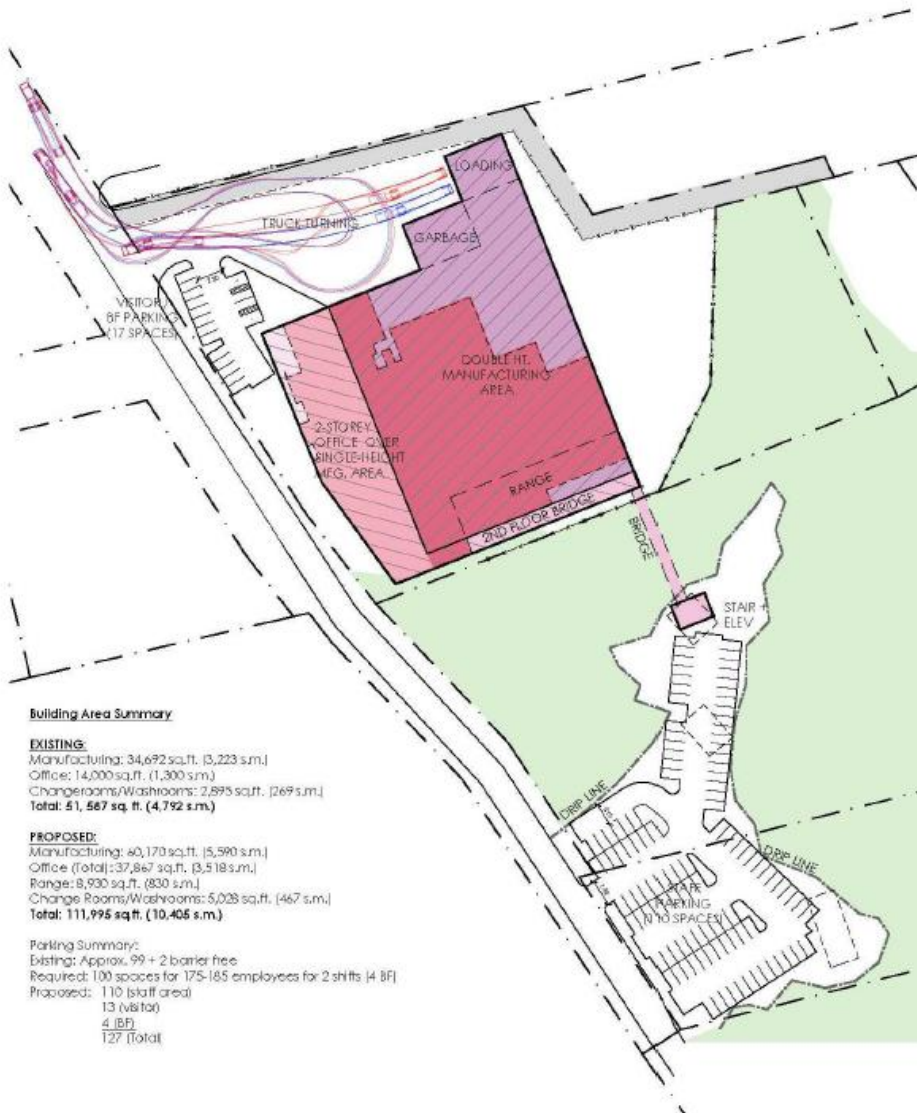 LOADING
TRUCK TURNING
GARBAGE
VISITOR/
BF PARKING
(17 SPACES)
DOUBLE HT.
MANUFACTURING
AREA
2-STOREY
OFFICE OVER
SINGLE-HEIGHT
MFG. AREA
RANGE
2ND FLOOR BRIDGE
BRIDGE
STAIR +
ELEV
DRIP LINE
DRIP LINE
STAFF
PARKING
(110 SPACES)
Building Area Summary
EXISTING:
Manufacturing: 34,692 sq.ft. (3,223 s.m.)
Office: 14,000 sq.ft. (1,300 s.m.)
Changerooms/Washrooms: 2,895 sq.ft. (269 s.m.)
Total: 51, 587 sq. ft. (4,792 s.m.)
PROPOSED:
Manufacturing: 60,170 sq.ft. (5,590 s.m.)
Office (Total): 37,867 sq.ft. (3,518 s.m.)
Range: 8,930 sq.ft. (830 s.m.)
Change Rooms/Washrooms: 5,028 sq.ft. (467 s.m.)
Total: 111,995 sq.ft. (10,405 s.m.)
Parking Summary:
Existing: Approx. 99 + 2 barrier free
Required: 100 spaces for 175-185 employees for 2 shifts (4 BF)
Proposed: 110 (staff area)
13 (visitor)
4 (BF)
127 (Total)